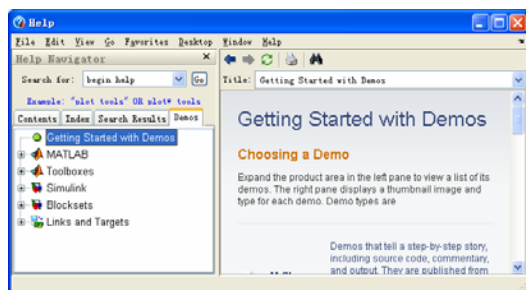 Help
File Edit View Go Favorites Desktop Window Help
Help Navigator
Search for: begin help Go
Example: "plot tools" OR plot* tools
Contents Index Search Results Demos
Getting Started with Demos
MATLAB
Toolboxes
Simulink
Blocksets
Links and Targets
Title: Getting Started with Demos
Getting Started with Demos
Choosing a Demo
Expand the product area in the left pane to view a list of its
demos. The right pane displays a thumbnail image and
type for each demo. Demo types are
Demos that tell a step-by-step story,
including source code, commentary,
and output. They are published from